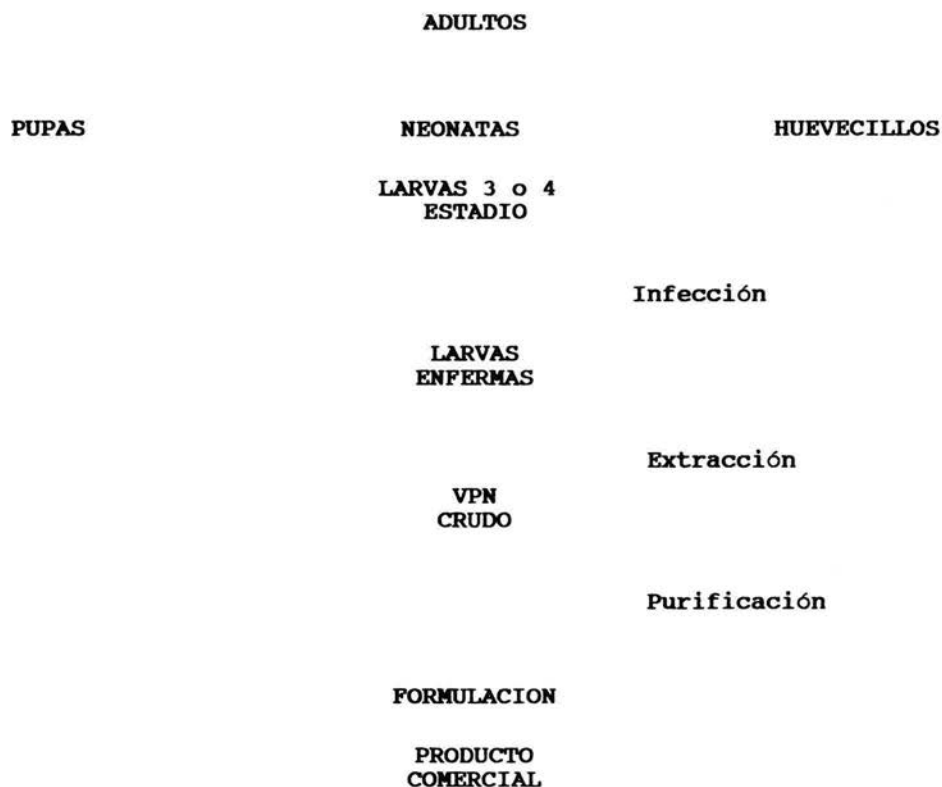 ADULTOS
PUPAS NEONATAS HUEVECILLOS
LARVAS 3 o 4
ESTADIO
Infección
LARVAS
ENFERMAS
Extracción
VPN
CRUDO
Purificación
FORMULACION
PRODUCTO
COMERCIAL